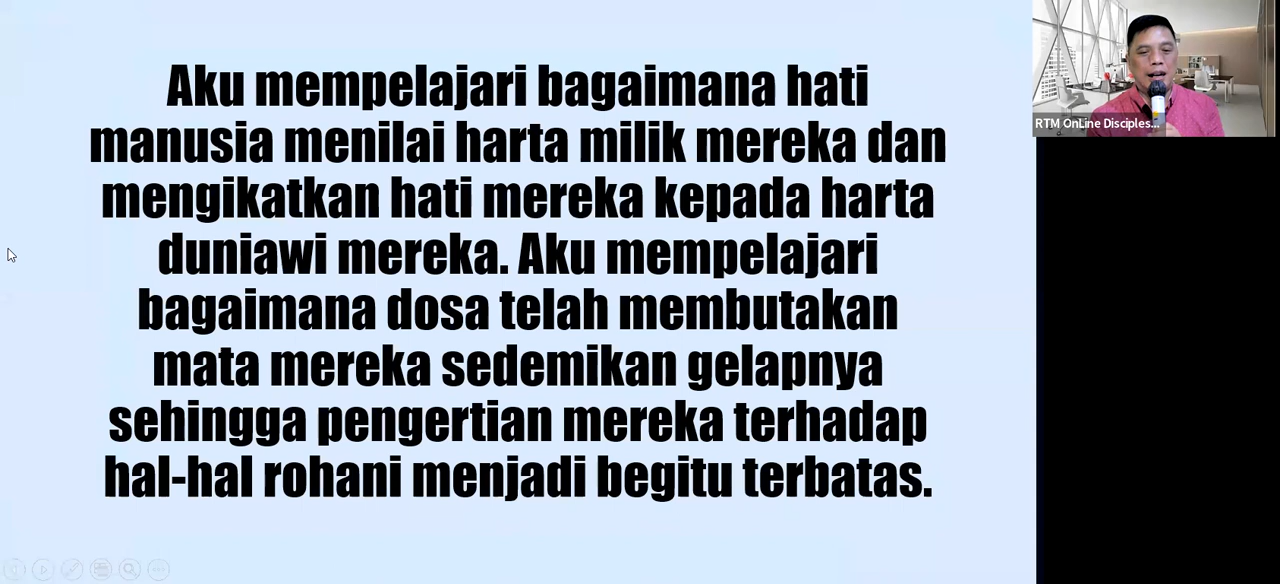 Aku mempelajari bagaimana hati
manusia menilai harta milik mereka dan
mengikatkan hati mereka kepada harta
duniawi mereka. Aku mempelajari
bagaimana dosa telah membutakan
mata mereka sedemikan gelapnya
sehingga pengertian mereka terhadap
hal-hal rohani menjadi begitu terbatas.
RTM OnLine Disciples...